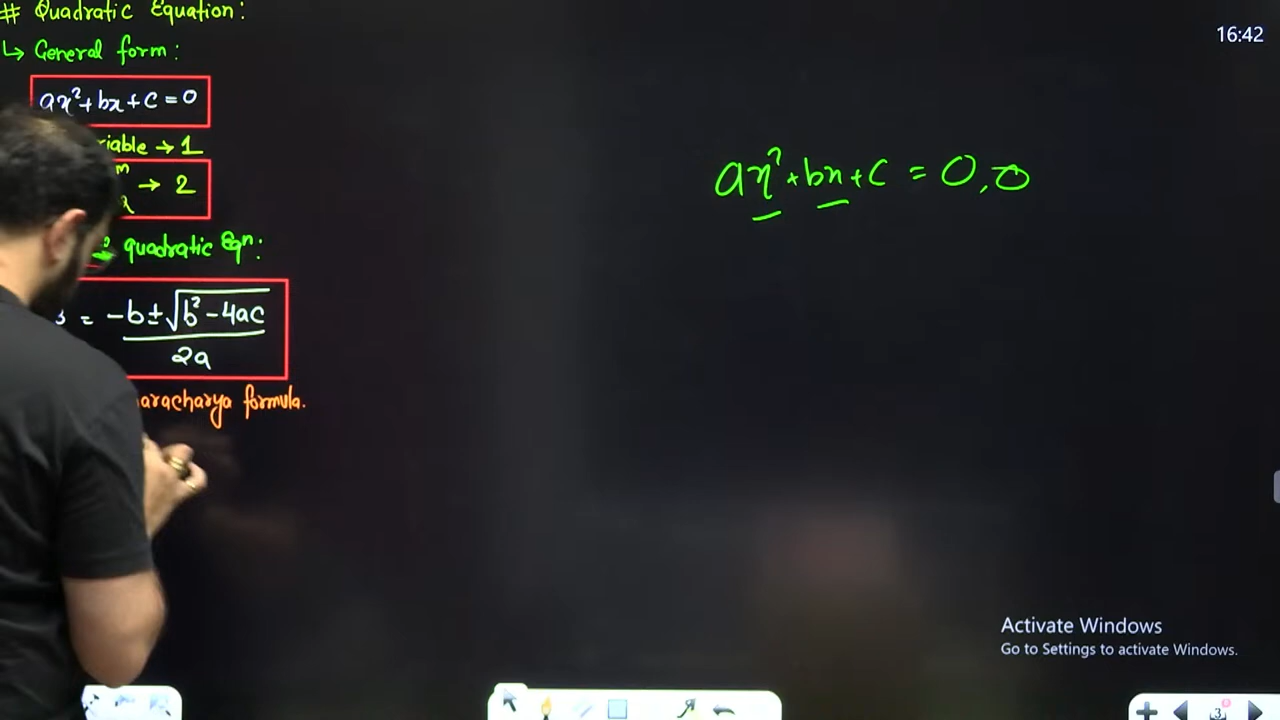 # Quadratic Equation:
↳ General form:
ax²+bx+c=0
riable → 1
m → 2
quadratic Eqn:
= -b±√b²-4ac
2a
aracharya formula.
16:42
ax²+bx+c = 0,0
Activate Windows
Go to Settings to activate Windows.
3